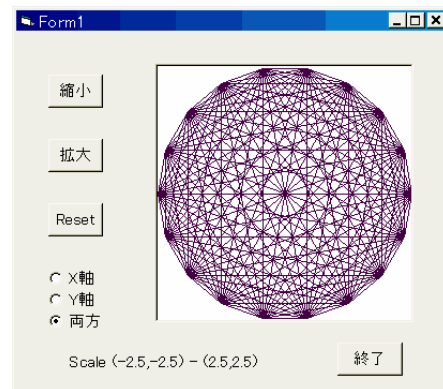 Form1
縮小
拡大
Reset
X軸
Y軸
両方
Scale (-2.5,-2.5) - (2.5,2.5)
終了